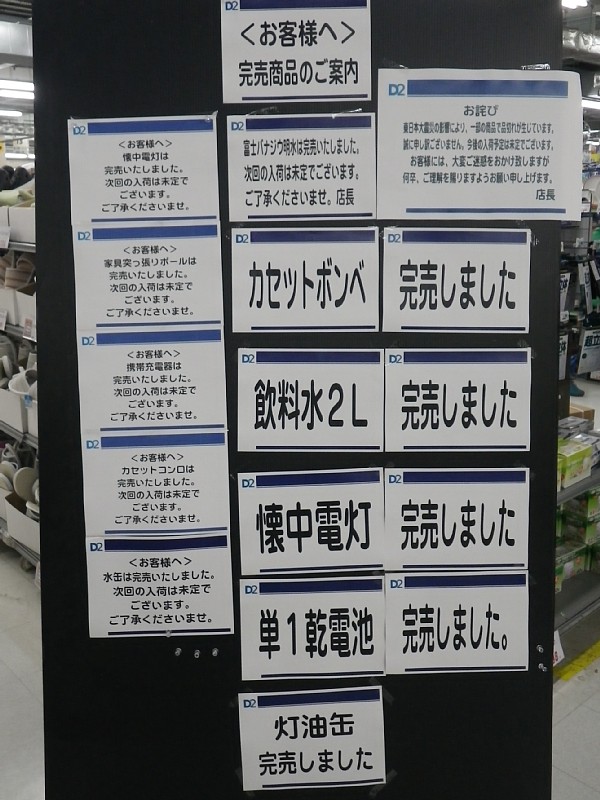 D2
<お客様へ>
完売商品のご案内
D2
<お客様へ>
懐中電灯は
完売いたしました。
次回の入荷は未定で
ございます。
ご了承くださいませ。
D2
<お客様へ>
家具突っ張りポールは
完売いたしました。
次回の入荷は未定で
ございます。
ご了承くださいませ。
D2
<お客様へ>
携帯充電器は
完売いたしました。
次回の入荷は未定で
ございます。
ご了承くださいませ。
D2
<お客様へ>
カセットコンロは
完売いたしました。
次回の入荷は未定で
ございます。
ご了承くださいませ。
D2
<お客様へ>
水缶は完売いたしました。
次回の入荷は未定で
ございます。
ご了承くださいませ。
D2
富士バナジウム明水は完売いたしました。
次回の入荷は未定でございます。
ご了承くださいませ。店長
D2
お詫び
東日本大震災の影響により、一部の商品で品切れが生じています。
誠に申し訳ございません。今後の入荷予定は未定でございます。
お客様には、大変ご迷惑をおかけ致しますが
何卒、ご理解を賜りますようお願い申し上げます。
店長
D2
カセットボンベ
D2
完売しました
D2
飲料水2L
D2
完売しました
D2
懐中電灯
D2
完売しました
D2
単1乾電池
D2
完売しました。
D2
灯油缶
完売しました